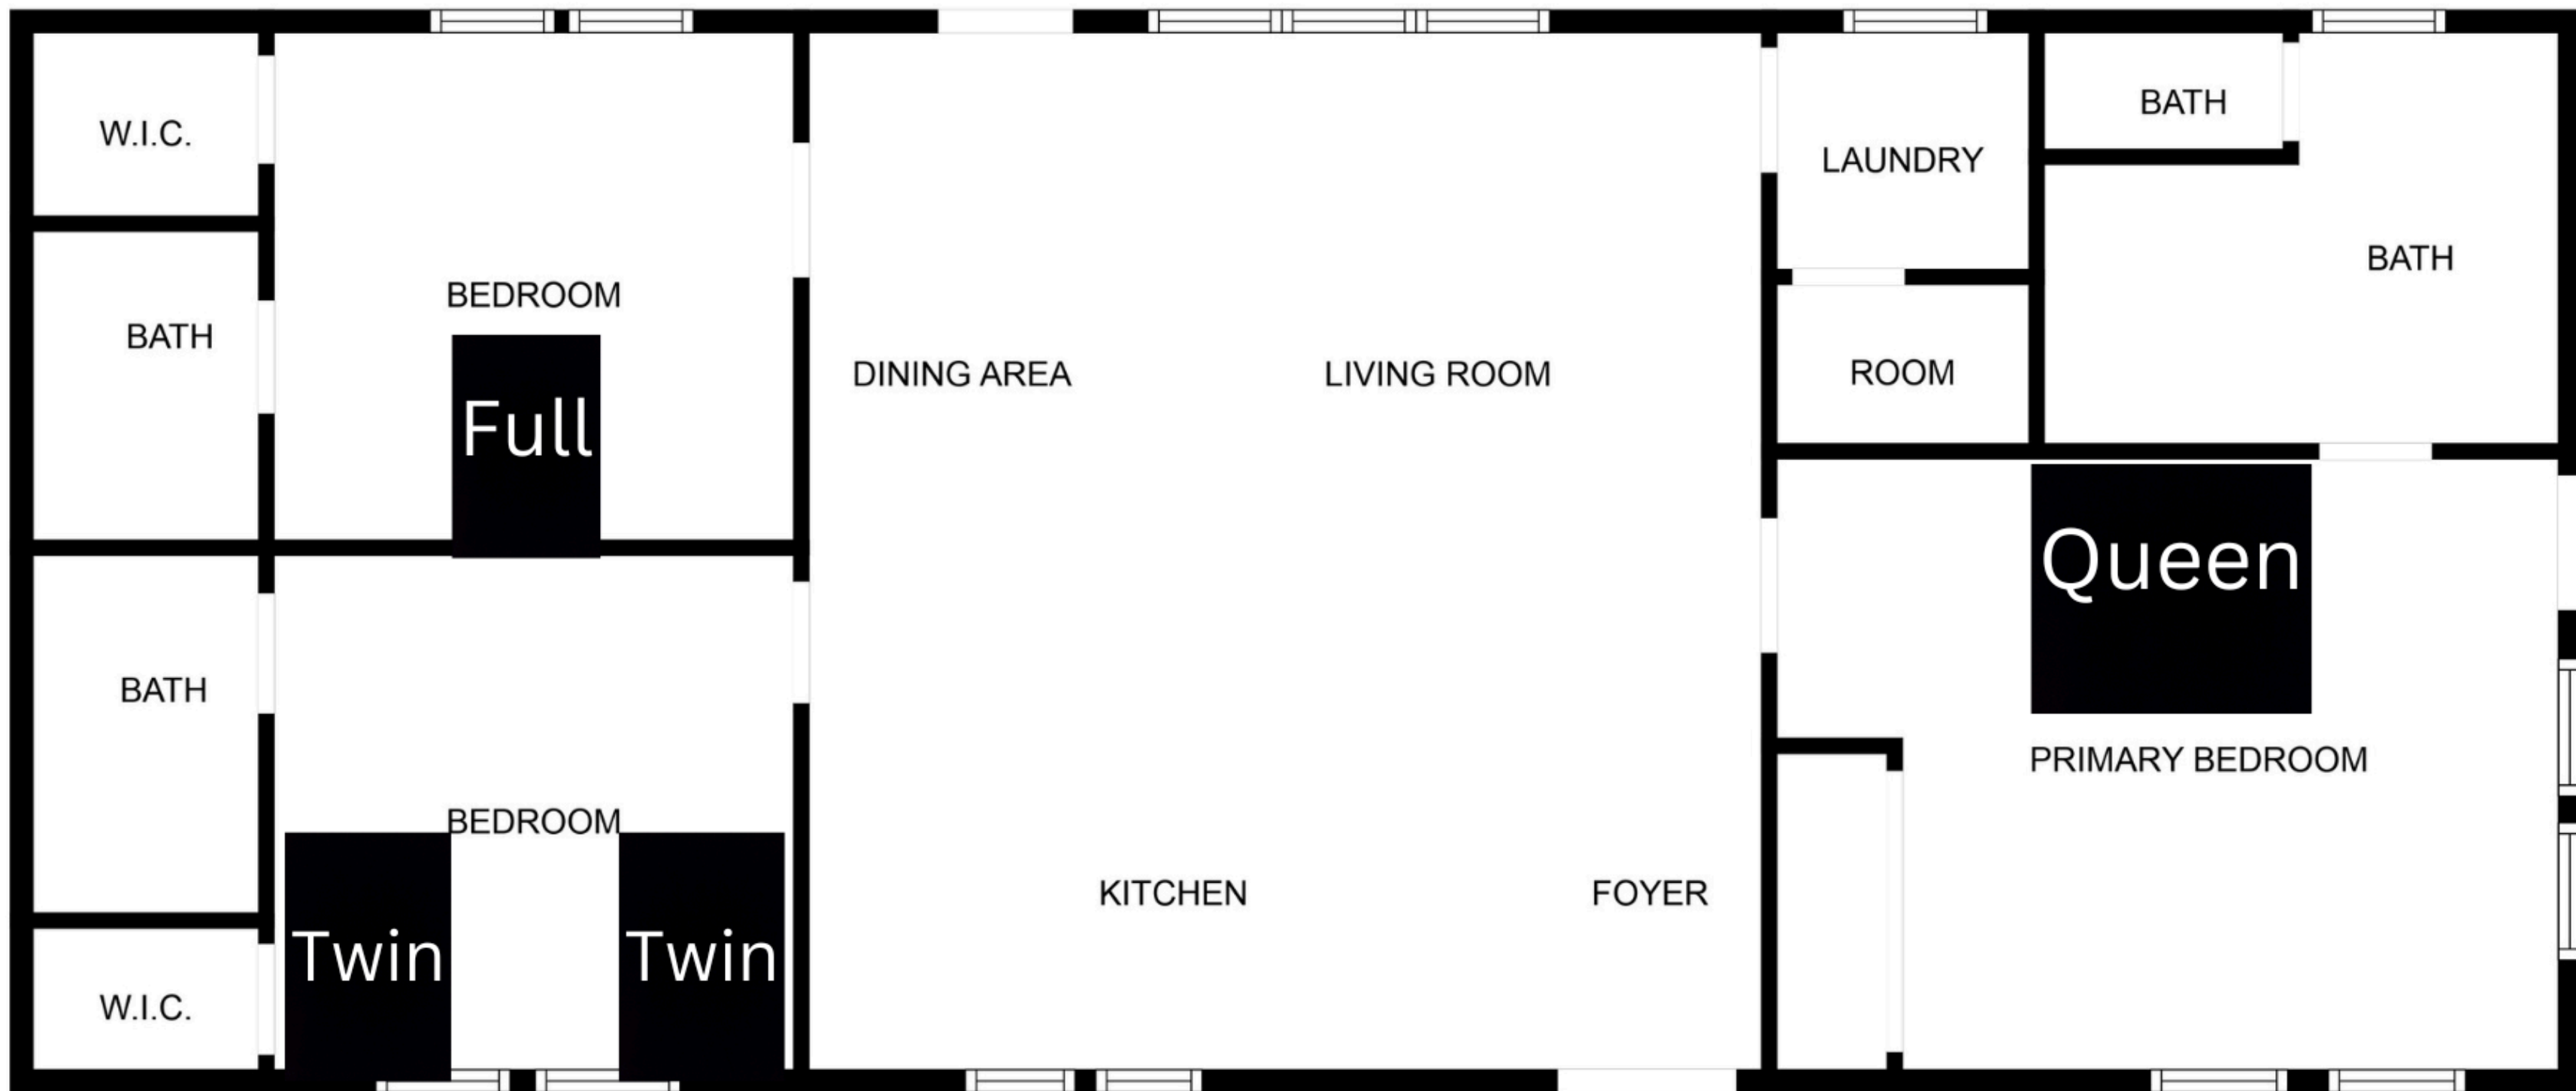 W.I.C.
BATH
BEDROOM
Full
DINING AREA
LIVING ROOM
LAUNDRY
ROOM
BATH
BATH
Queen
PRIMARY BEDROOM
BATH
BEDROOM
Twin
Twin
W.I.C.
KITCHEN
FOYER